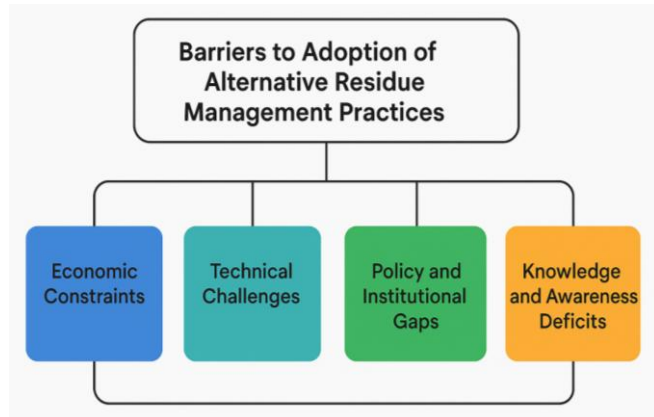 Barriers to Adoption of
Alternative Residue
Management Practices
Economic
Constraints
Technical
Challenges
Policy and
Institutional
Gaps
Knowledge
and Awareness
Deficits